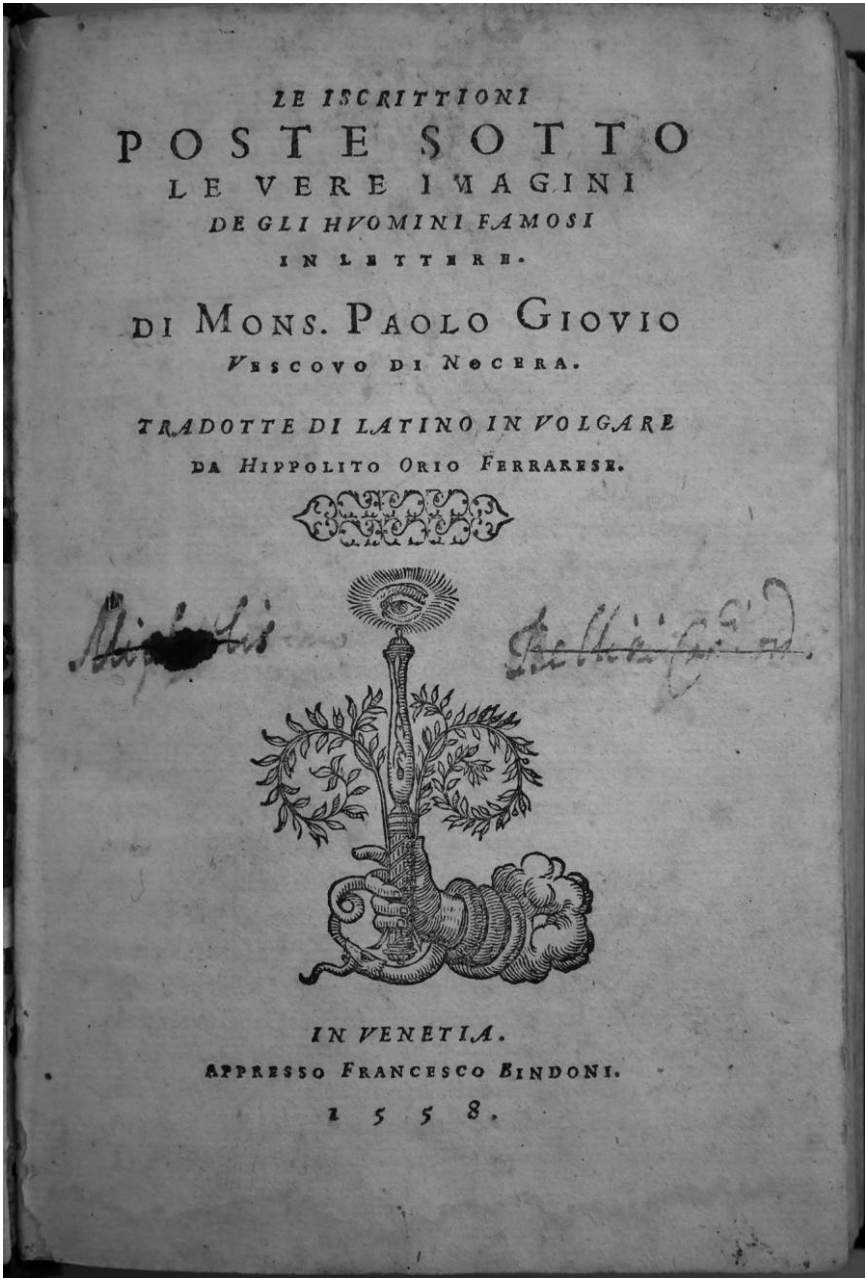 LE ISCRITTIONI
POSTE SOTTO
LE VERE IMAGINI
DE GLI HVOMINI FAMOSI
IN LETTERE.
DI MONS. PAOLO GIOVIO
VESCOVO DI NOCERA.
TRADOTTE DI LATINO IN VOLGARE
DA HIPPOLITO ORIO FERRARESE.
IN VENETIA.
APPRESSO FRANCESCO BINDONI.
1558.